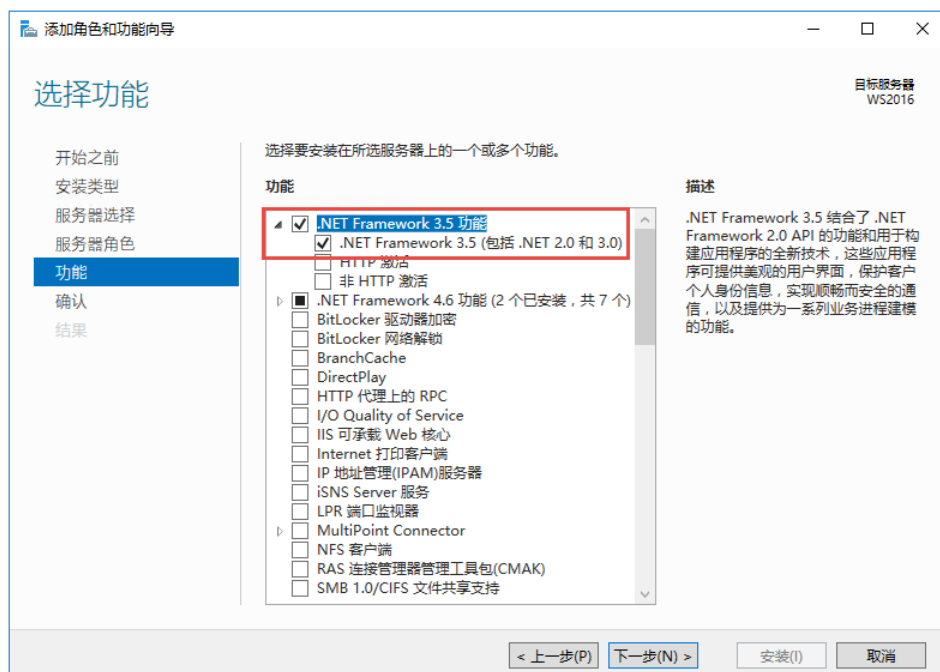 添加角色和功能向导
选择功能
目标服务器
WS2016
开始之前
安装类型
服务器选择
服务器角色
功能
确认
结果
选择要安装在所选服务器上的一个或多个功能。
功能
.NET Framework 3.5 功能
.NET Framework 3.5 (包括 .NET 2.0 和 3.0)
HTTP 激活
非 HTTP 激活
.NET Framework 4.6 功能 (2 个已安装，共 7 个)
BitLocker 驱动器加密
BitLocker 网络解锁
BranchCache
DirectPlay
HTTP 代理上的 RPC
I/O Quality of Service
IIS 可承载 Web 核心
Internet 打印客户端
IP 地址管理(IPAM)服务器
iSNS Server 服务
LPR 端口监视器
MultiPoint Connector
NFS 客户端
RAS 连接管理器管理工具包(CMAK)
SMB 1.0/CIFS 文件共享支持
描述
.NET Framework 3.5 结合了 .NET
Framework 2.0 API 的功能和用于构
建应用程序的全新技术，这些应用程
序可提供美观的用户界面，保护客户
个人身份信息，实现顺畅而安全的通
信，以及提供为一系列业务进程建模
的功能。
< 上一步(P)
下一步(N) >
安装(I)
取消